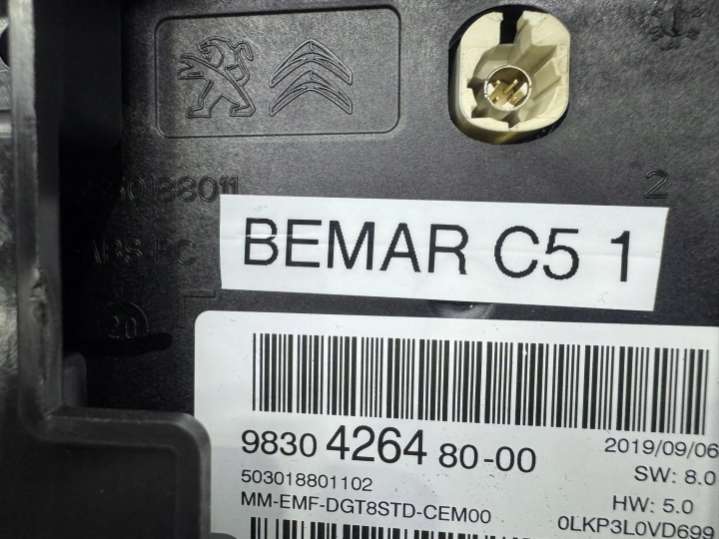 2
BEMAR C5 1
20
9830 4264 80-00
2019/09/06
503018801102
SW: 8.0
MM-EMF-DGT8STD-CEM00
HW: 5.0
0LKP3L0VD699